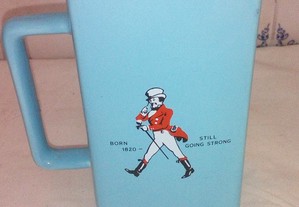 BORN
1820 –
STILL
GOING STRONG